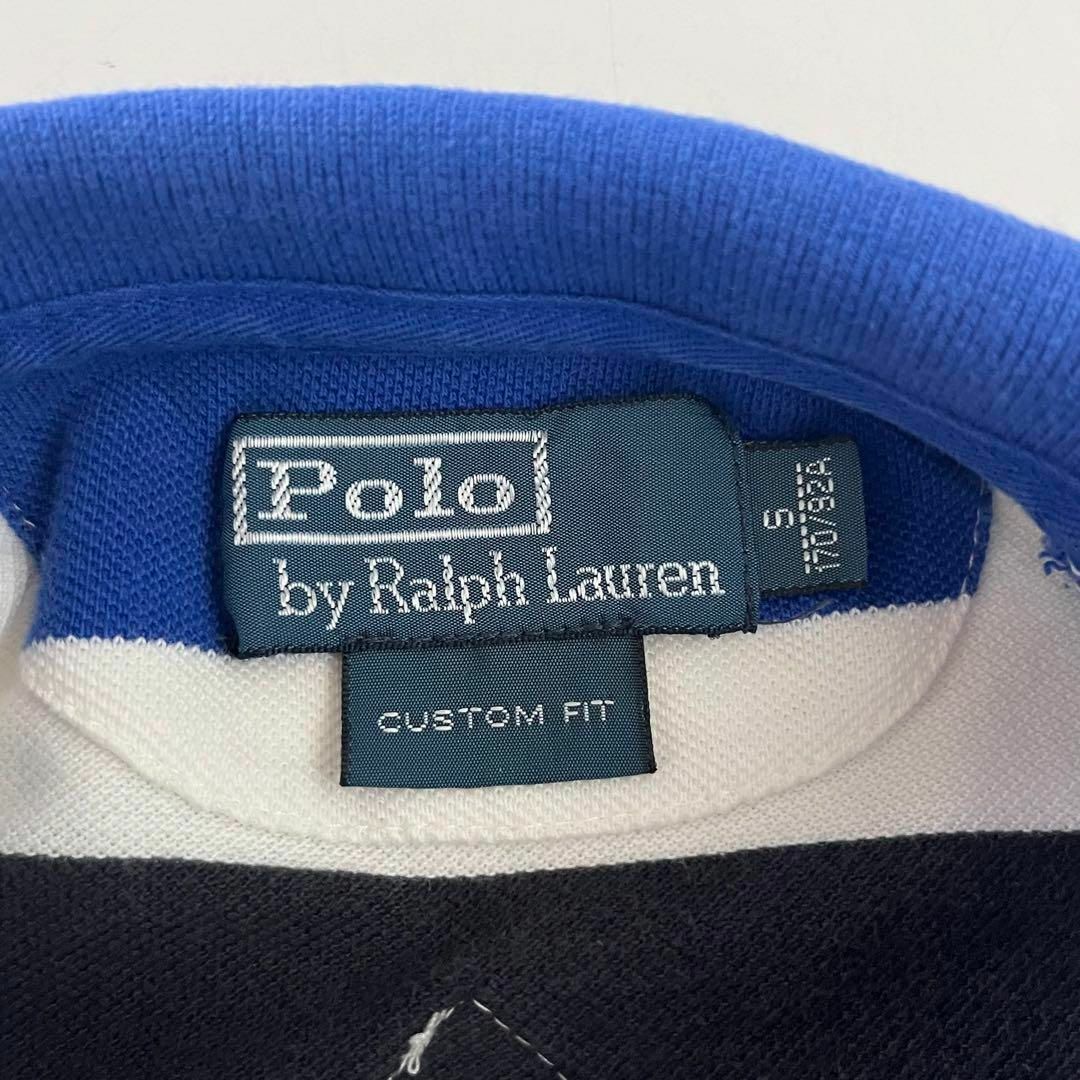 Polo
by Ralph Lauren
S
170/92A
CUSTOM FIT